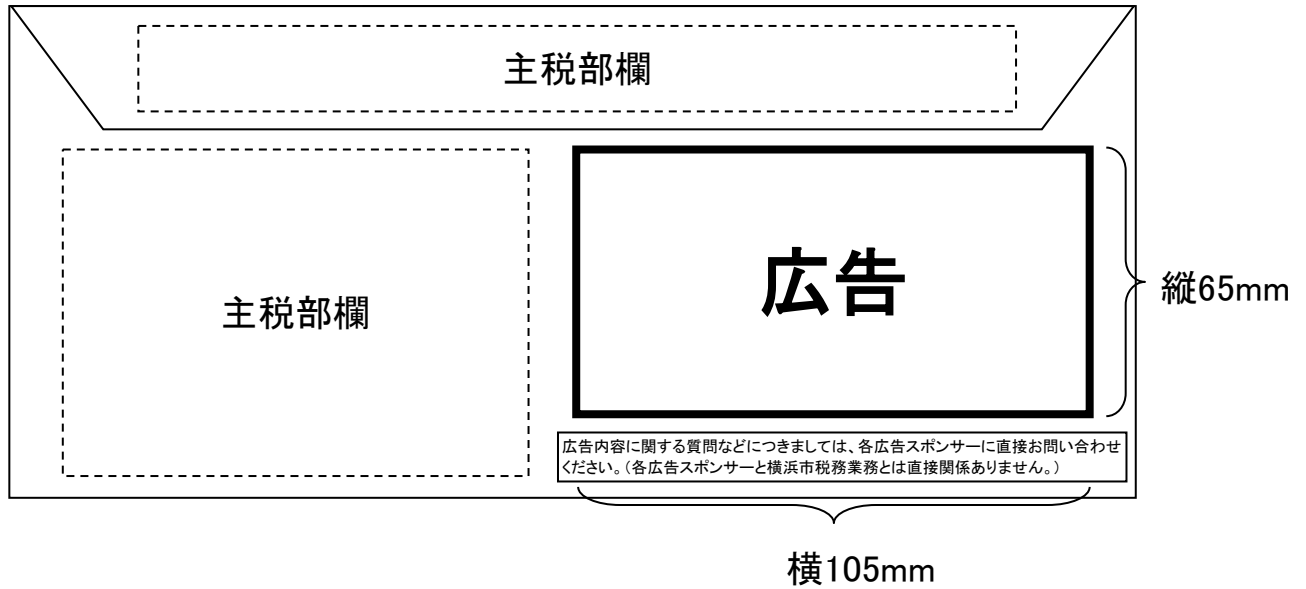 主税部欄
主税部欄
広告
縦65mm
広告内容に関する質問などにつきましては、各広告スポンサーに直接お問い合わせ
ください。（各広告スポンサーと横浜市税務業務とは直接関係ありません。）
横105mm